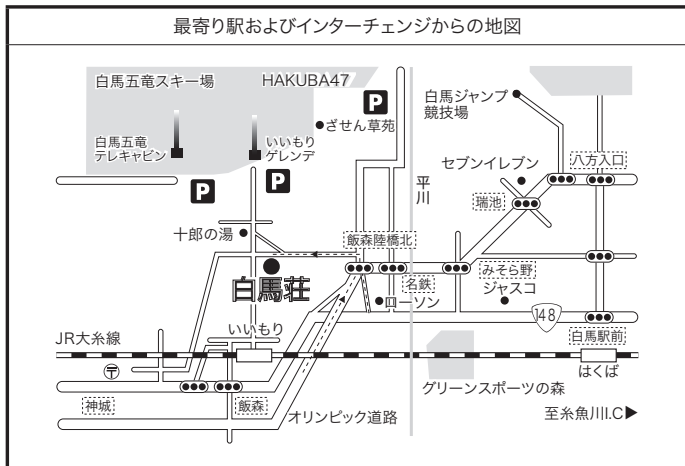 最寄り駅およびインターチェンジからの地図
白馬五竜スキー場
HAKUBA47
P
白馬ジャンプ
競技場
ざせん草苑
白馬五竜
テレキャビン
いいもり
ゲレンデ
セブンイレブン
八方入口
P
P
平川
瑞池
十郎の湯
飯森陸橋北
名鉄
みそら野
白馬荘
ローソン
ジャスコ
148
いいもり
白馬駅前
JR大糸線
はくば
〒
グリーンスポーツの森
神城
飯森
オリンピック道路
至糸魚川I.C▶